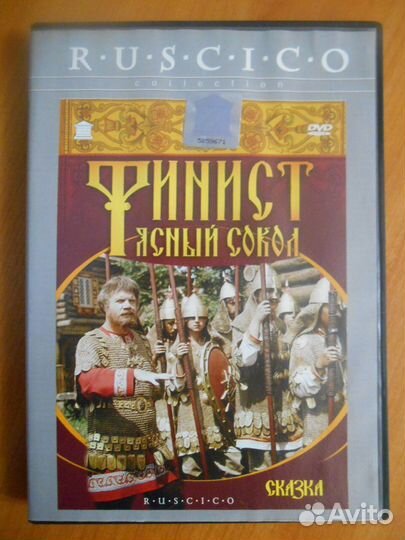 R·U·S·C·I·C·O
collection
DVD
ФИНИСТ
ЯСНЫЙ СОКОЛ
СКАЗКА
R·U·S·C·I·C·O
Avito